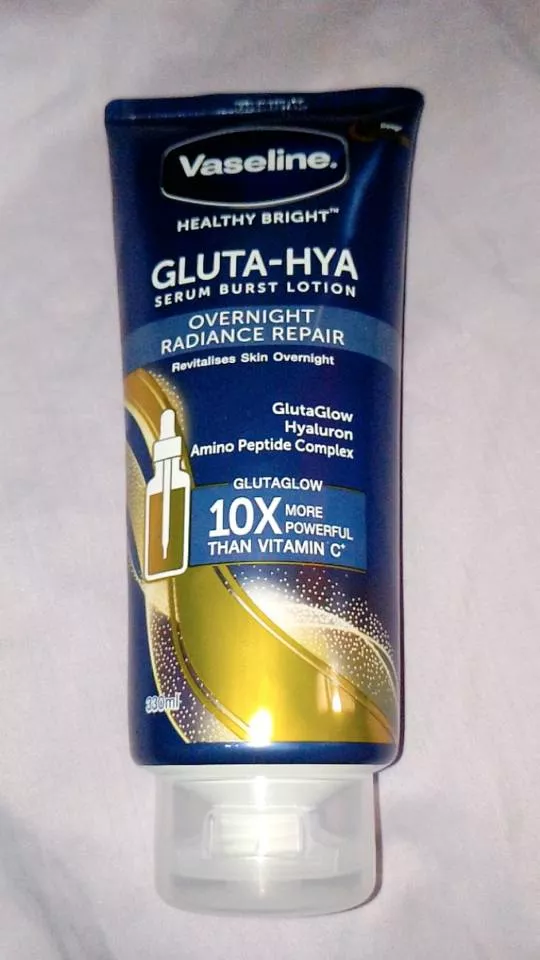 Vaseline.
HEALTHY BRIGHT™
GLUTA-HYA
SERUM BURST LOTION
OVERNIGHT
RADIANCE REPAIR
Revitalises Skin Overnight
GlutaGlow
Hyaluron
Amino Peptide Complex
GLUTAGLOW
10X MORE
POWERFUL
THAN VITAMIN C*
330ml